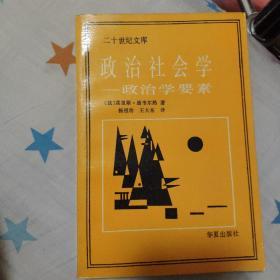 二十世纪文库
政治社会学
——政治学要素
(法)莫里斯·迪韦尔热 著
杨祖功 王大东 译
华夏出版社